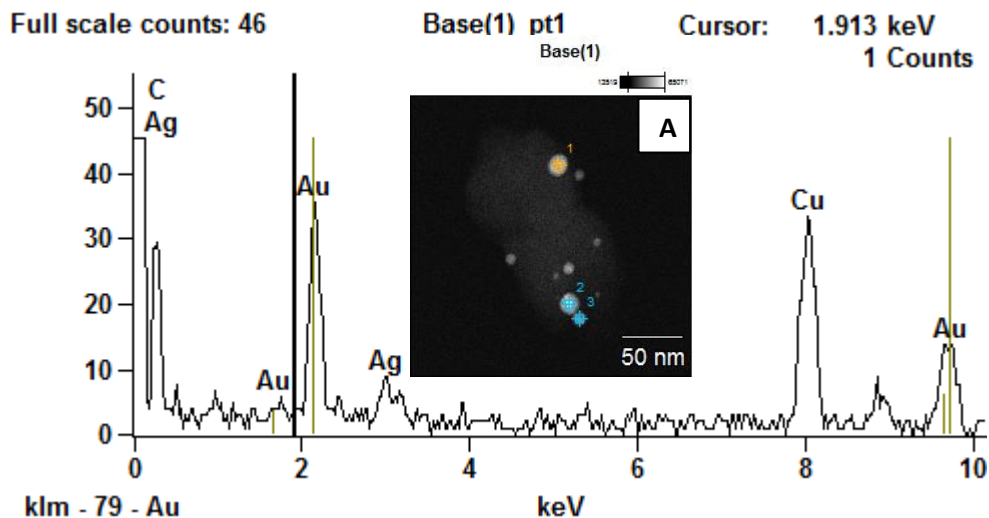 Full scale counts: 46
Base(1) pt1
Cursor: 1.913 keV
1 Counts
Base(1)
13519
65071
A
1
2
3
50 nm
C
Ag
Au
Au
Ag
Cu
Au
50
40
30
20
10
0
0 2 4 6 8 10
klm - 79 - Au
keV